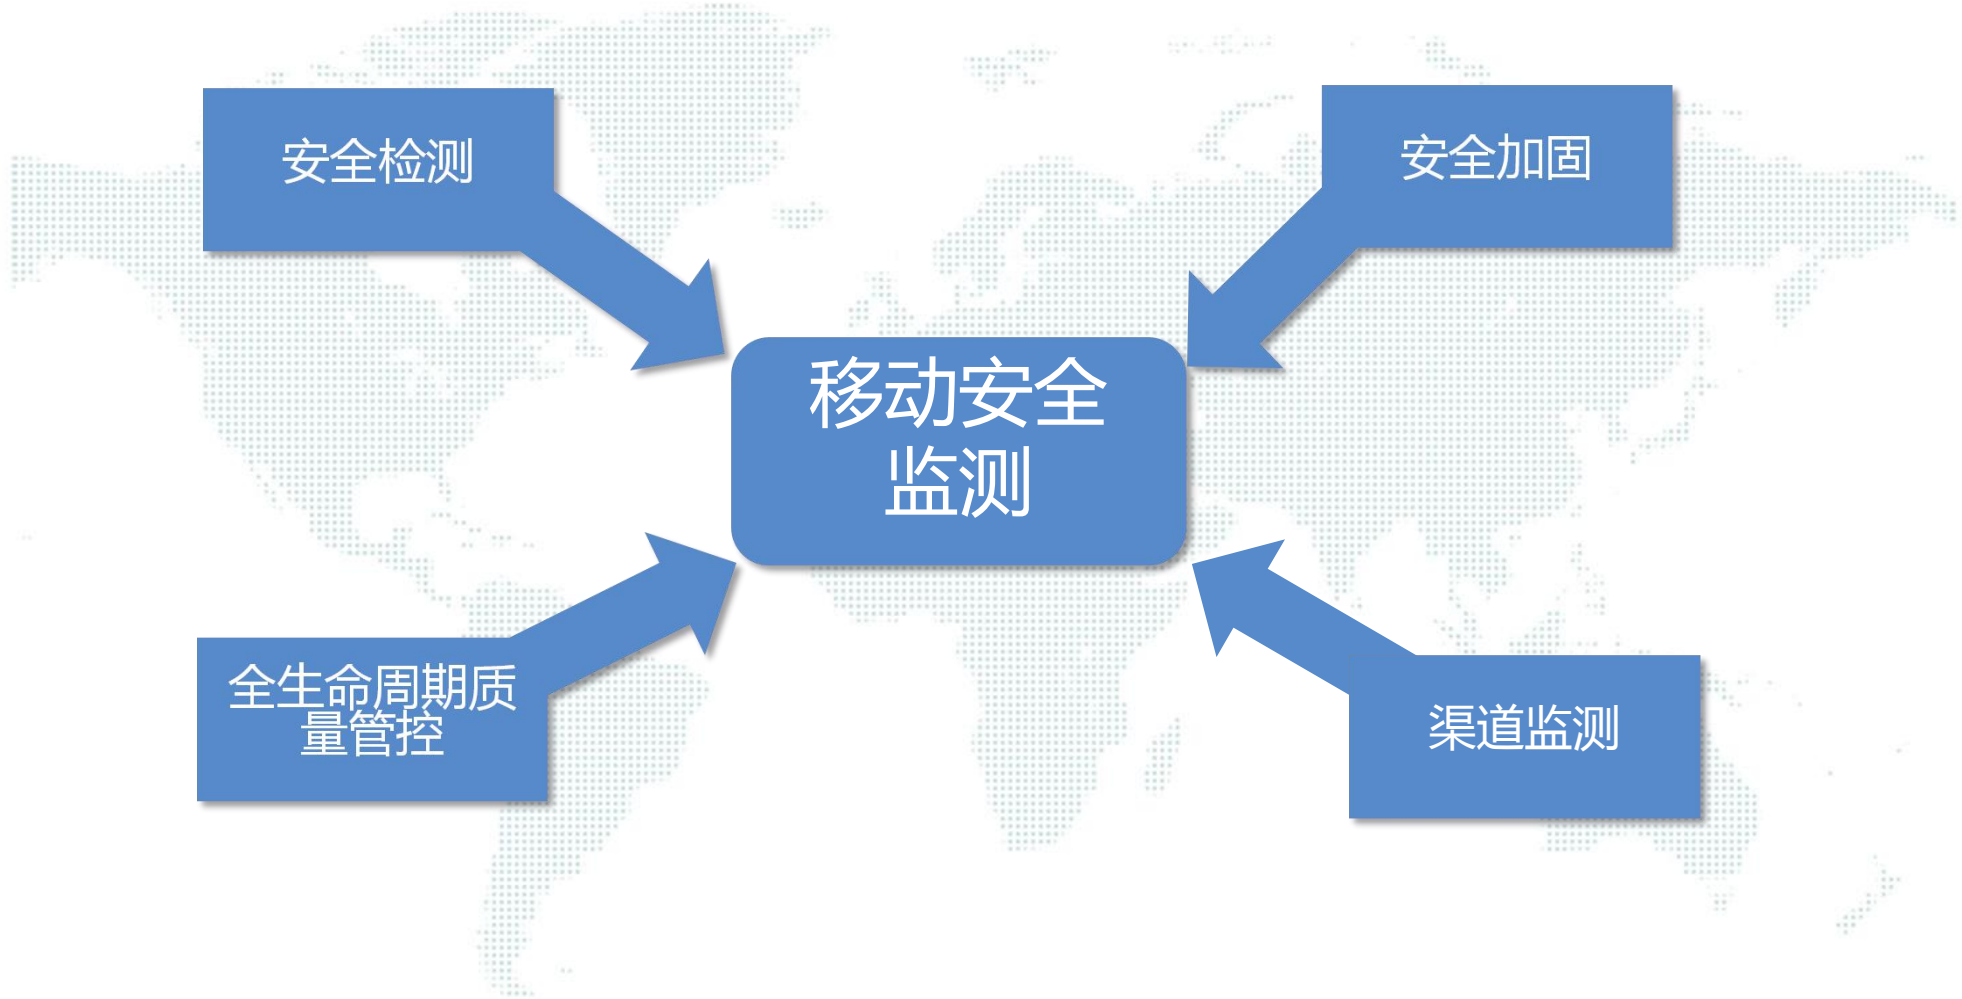 安全检测
安全加固
移动安全
监测
全生命周期质
量管控
渠道监测